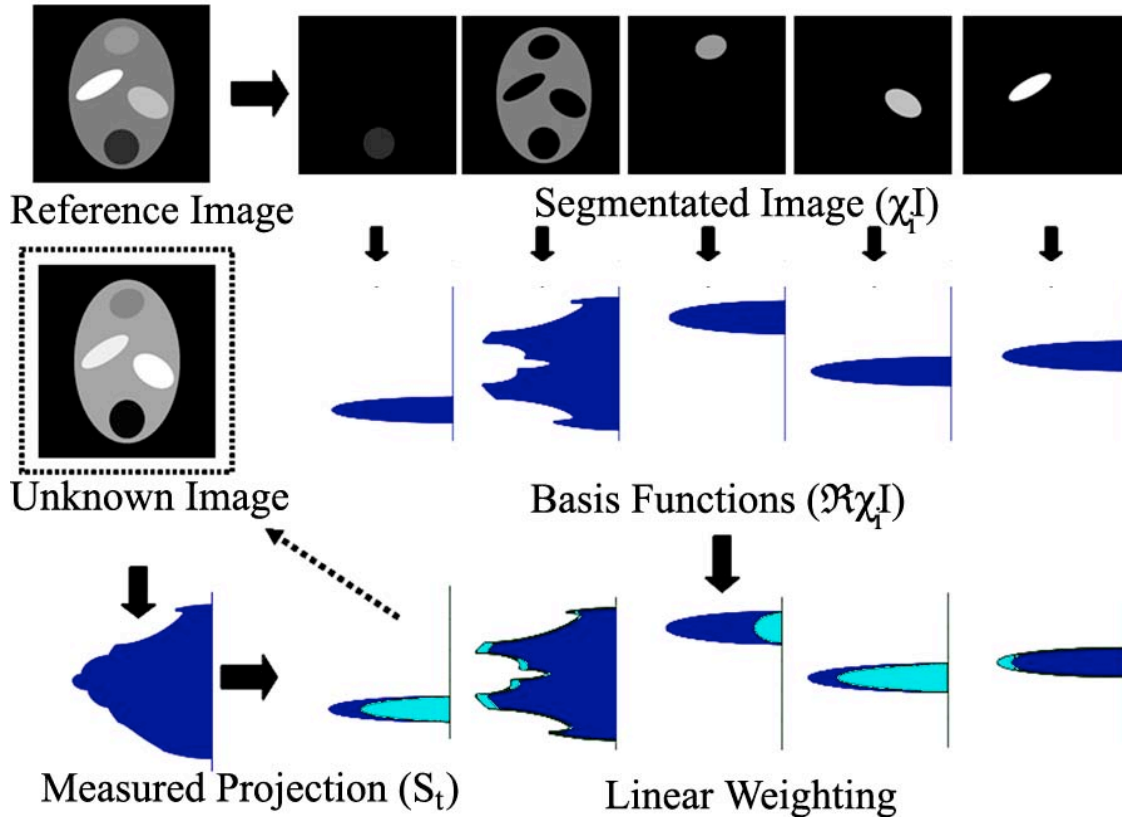 Reference Image
Segmentated Image (χᵢI)
Unknown Image
Basis Functions (ℜχᵢI)
Measured Projection (Sₜ)
Linear Weighting